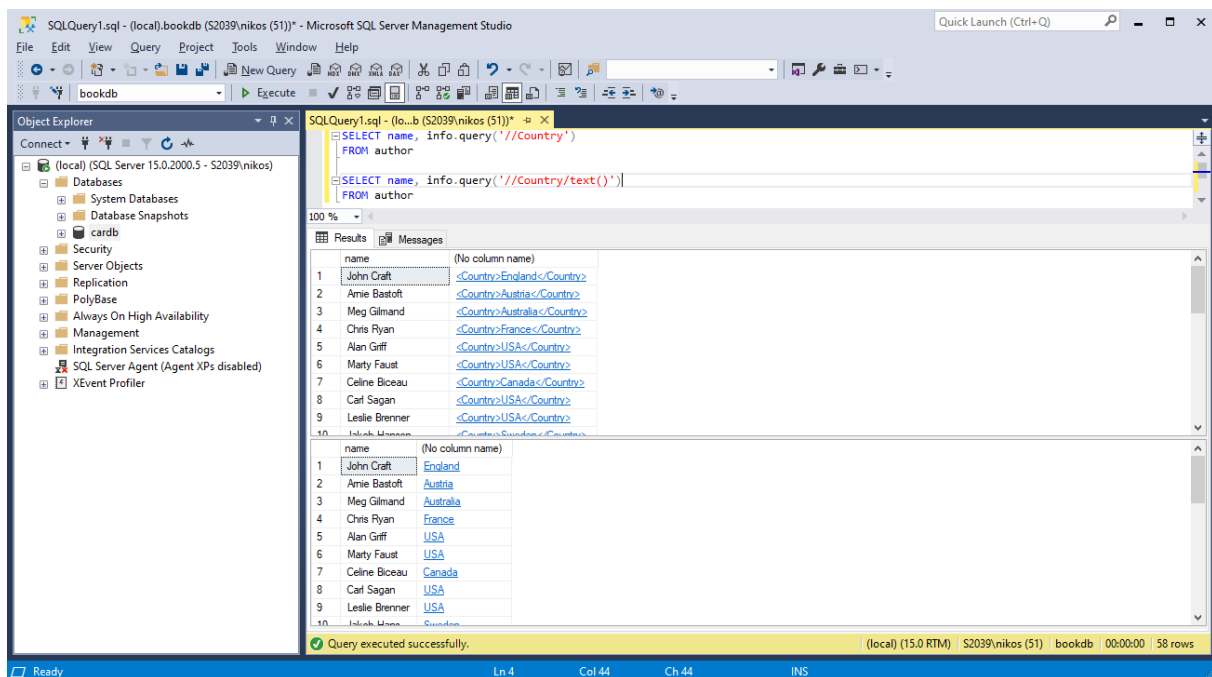 SQLQuery1.sql - (local).bookdb (S2039\nikos (51))* - Microsoft SQL Server Management Studio
Quick Launch (Ctrl+Q)
File Edit View Query Project Tools Window Help
New Query
bookdb
Execute
Object Explorer
Connect
(local) (SQL Server 15.0.2000.5 - S2039\nikos)
Databases
System Databases
Database Snapshots
cardb
Security
Server Objects
Replication
PolyBase
Always On High Availability
Management
Integration Services Catalogs
SQL Server Agent (Agent XPs disabled)
XEvent Profiler
SQLQuery1.sql - (lo...b (S2039\nikos (51))*
SELECT name, info.query('//Country')
FROM author
SELECT name, info.query('//Country/text()')
FROM author
100 %
Results Messages
name (No column name)
1 John Craft <Country>England</Country>
2 Arnie Bastoft <Country>Austria</Country>
3 Meg Gilmand <Country>Australia</Country>
4 Chris Ryan <Country>France</Country>
5 Alan Griff <Country>USA</Country>
6 Marty Faust <Country>USA</Country>
7 Celine Biceau <Country>Canada</Country>
8 Carl Sagan <Country>USA</Country>
9 Leslie Brenner <Country>USA</Country>
10 Jakob Hanson <Country>Sweden</Country>
name (No column name)
1 John Craft England
2 Arnie Bastoft Austria
3 Meg Gilmand Australia
4 Chris Ryan France
5 Alan Griff USA
6 Marty Faust USA
7 Celine Biceau Canada
8 Carl Sagan USA
9 Leslie Brenner USA
10 Jakob Sweden
Query executed successfully.
(local) (15.0 RTM) S2039\nikos (51) bookdb 00:00:00 58 rows
Ready Ln 4 Col 44 Ch 44 INS